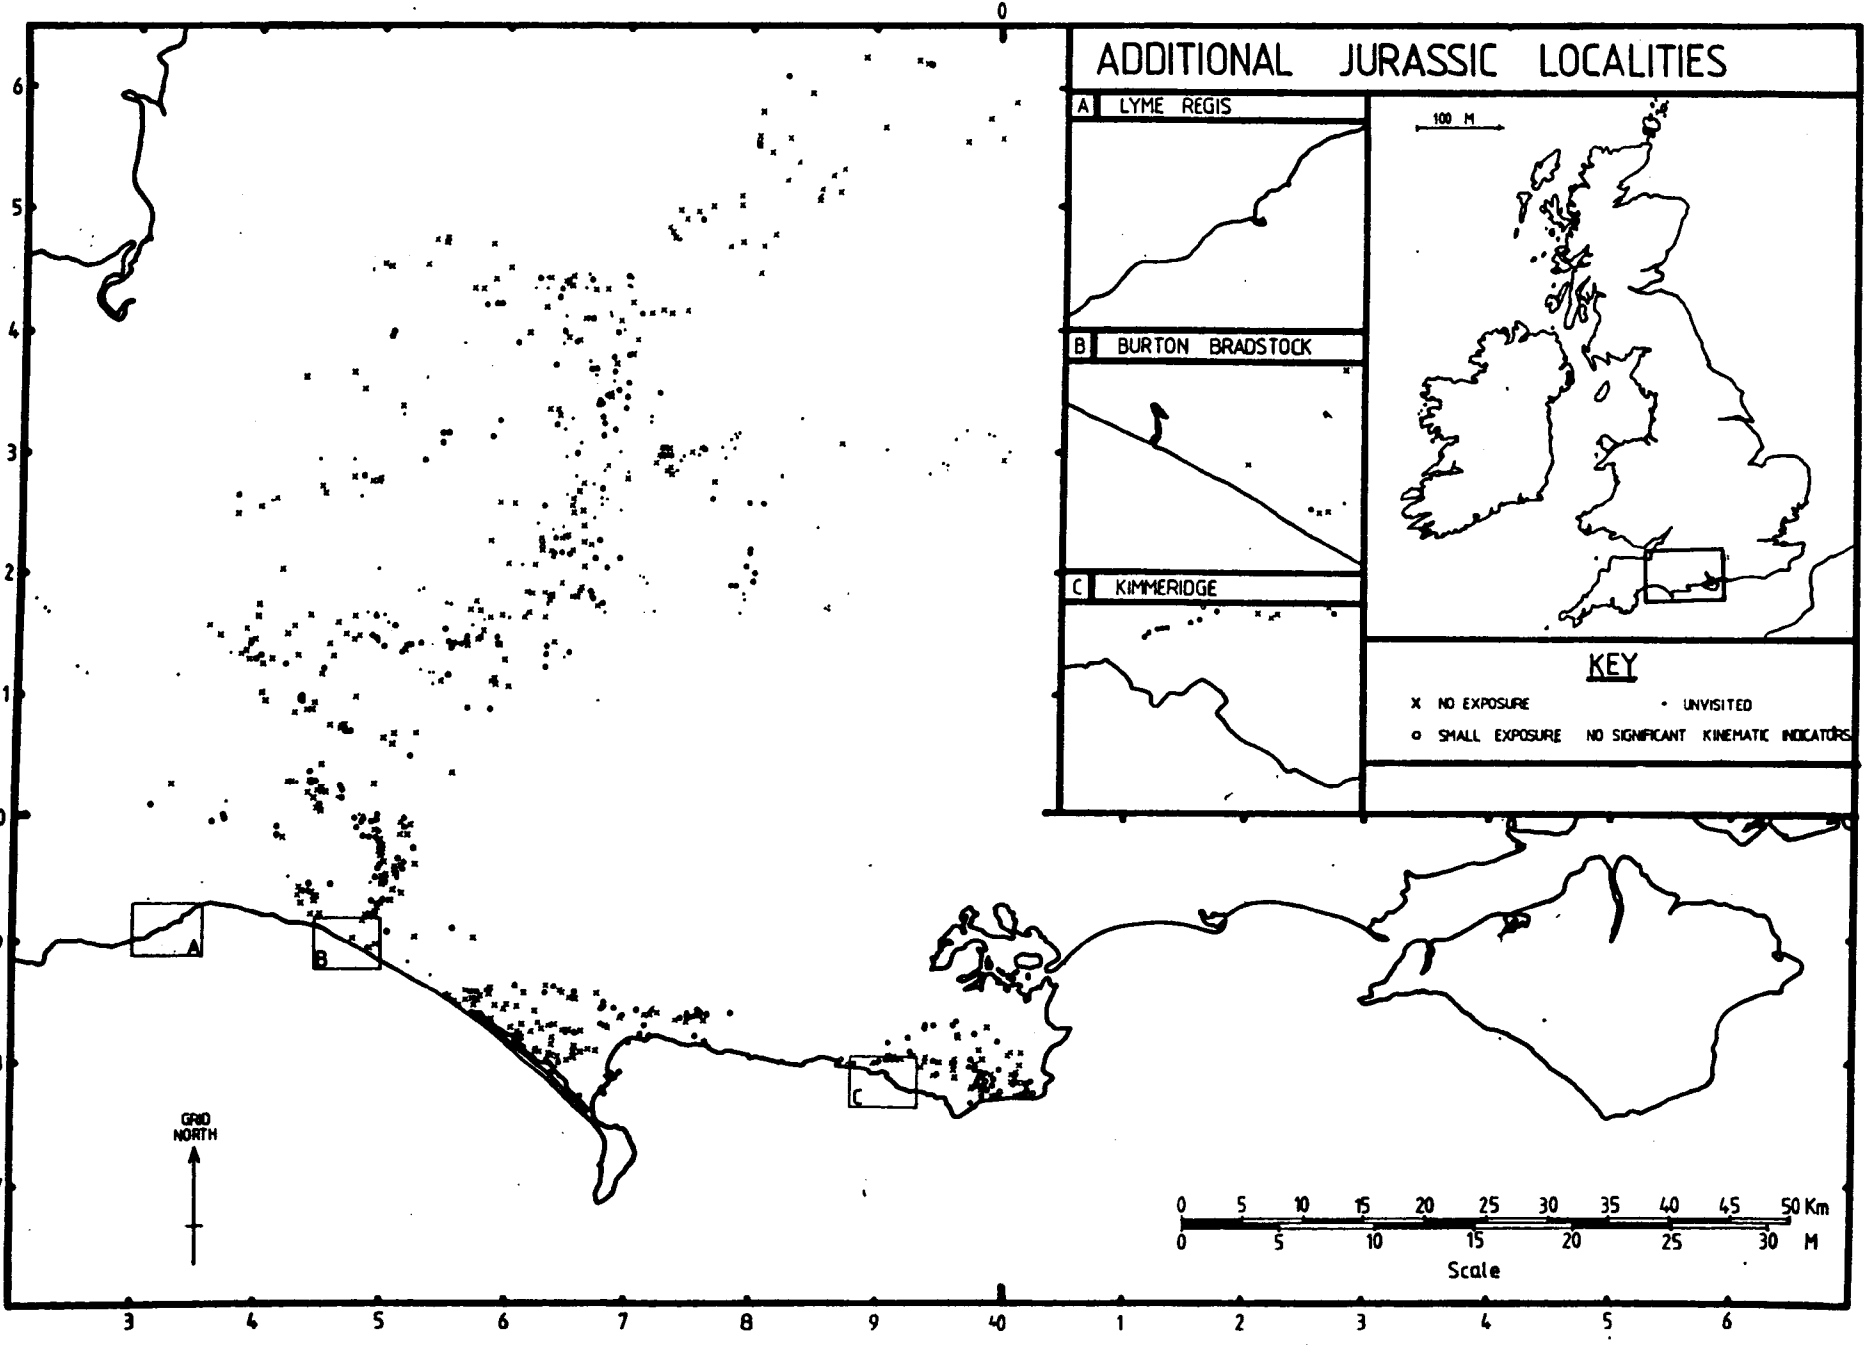 0
ADDITIONAL JURASSIC LOCALITIES
A LYME REGIS
100 M
B BURTON BRADSTOCK
C KIMMERIDGE
KEY
x NO EXPOSURE
· UNVISITED
o SMALL EXPOSURE NO SIGNIFICANT KINEMATIC INDICATORS
6
5
4
3
2
1
0
A
B
C
GRID
NORTH
0 5 10 15 20 25 30 35 40 45 50 Km
0 5 10 15 20 25 30 M
Scale
3 4 5 6 7 8 9 40 1 2 3 4 5 6